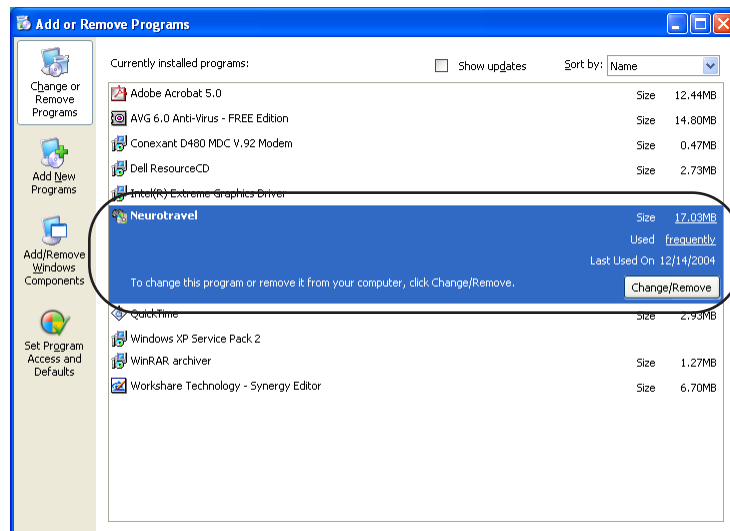 Add or Remove Programs
Change or
Remove
Programs
Add New
Programs
Add/Remove
Windows
Components
Set Program
Access and
Defaults
Currently installed programs:
Show updates
Sort by: Name
Adobe Acrobat 5.0 Size 12.44MB
AVG 6.0 Anti-Virus - FREE Edition Size 14.80MB
Conexant D480 MDC V.92 Modem Size 0.47MB
Dell ResourceCD Size 2.73MB
Intel(R) Extreme Graphics Driver
Neurotravel Size 17.03MB
Used frequently
Last Used On 12/14/2004
To change this program or remove it from your computer, click Change/Remove.
Change/Remove
QuickTime Size 2.93MB
Windows XP Service Pack 2
WinRAR archiver Size 1.27MB
Workshare Technology - Synergy Editor Size 6.70MB